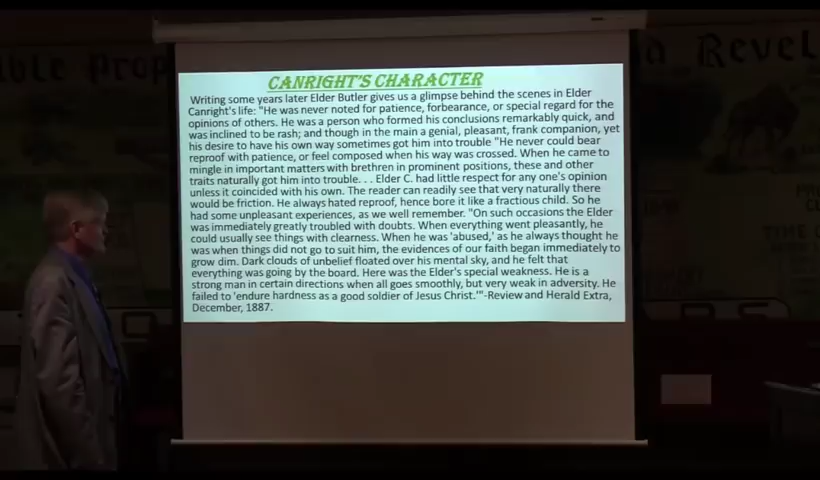 CANRIGHT'S CHARACTER
Writing some years later Elder Butler gives us a glimpse behind the scenes in Elder
Canright's life: "He was never noted for patience, forbearance, or special regard for the
opinions of others. He was a person who formed his conclusions remarkably quick, and
was inclined to be rash; and though in the main a genial, pleasant, frank companion, yet
his desire to have his own way sometimes got him into trouble "He never could bear
reproof with patience, or feel composed when his way was crossed. When he came to
mingle in important matters with brethren in prominent positions, these and other
traits naturally got him into trouble. . . Elder C. had little respect for any one's opinion
unless it coincided with his own. The reader can readily see that very naturally there
would be friction. He always hated reproof, hence bore it like a fractious child. So he
had some unpleasant experiences, as we well remember. "On such occasions the Elder
was immediately greatly troubled with doubts. When everything went pleasantly, he
could usually see things with clearness. When he was 'abused,' as he always thought he
was when things did not go to suit him, the evidences of our faith began immediately to
grow dim. Dark clouds of unbelief floated over his mental sky, and he felt that
everything was going by the board. Here was the Elder's special weakness. He is a
strong man in certain directions when all goes smoothly, but very weak in adversity. He
failed to 'endure hardness as a good soldier of Jesus Christ.'"-Review and Herald Extra,
December, 1887.